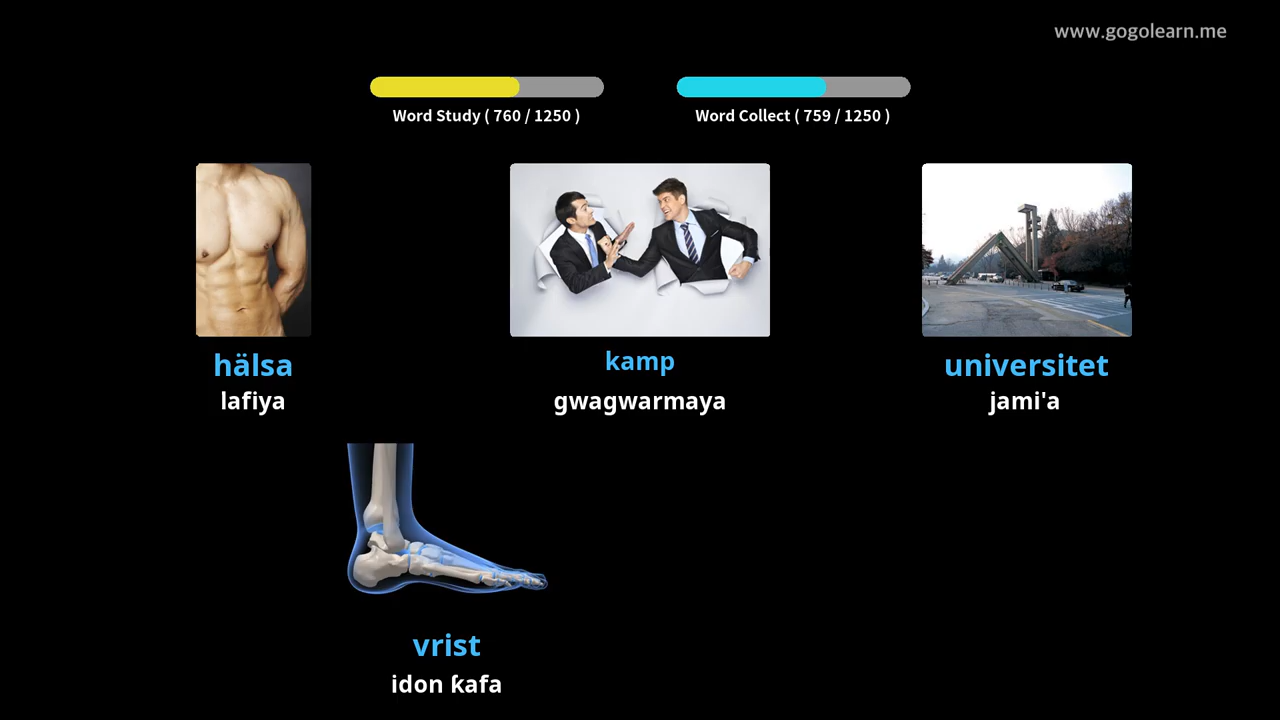 www.gogolearn.me
Word Study ( 760 / 1250 )
Word Collect ( 759 / 1250 )
hälsa
lafiya
kamp
gwagwarmaya
universitet
jami'a
vrist
idon ƙafa